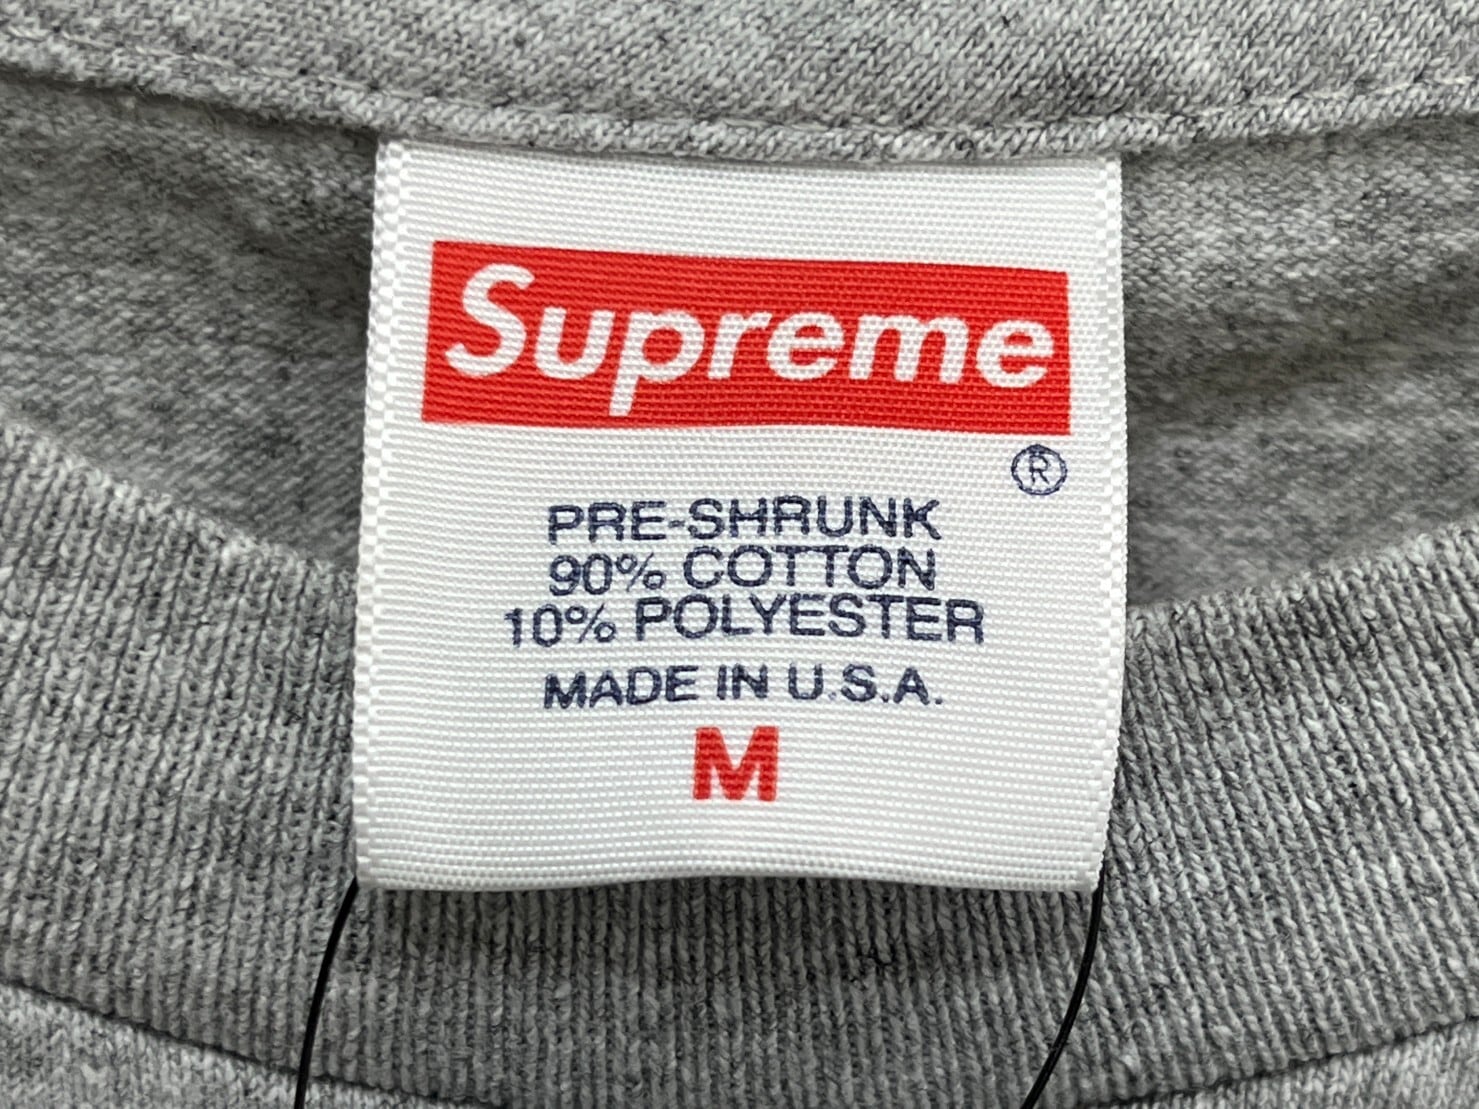 Supreme
®
PRE-SHRUNK
90% COTTON
10% POLYESTER
MADE IN U.S.A.
M